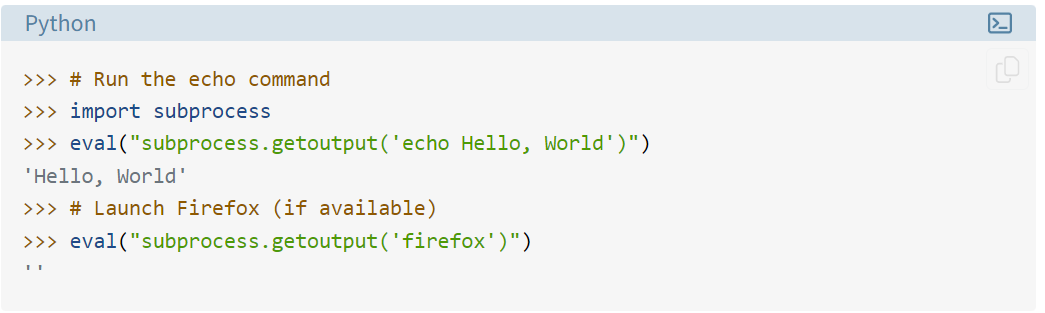 Python
>>> # Run the echo command
>>> import subprocess
>>> eval("subprocess.getoutput('echo Hello, World')")
'Hello, World'
>>> # Launch Firefox (if available)
>>> eval("subprocess.getoutput('firefox')")
''